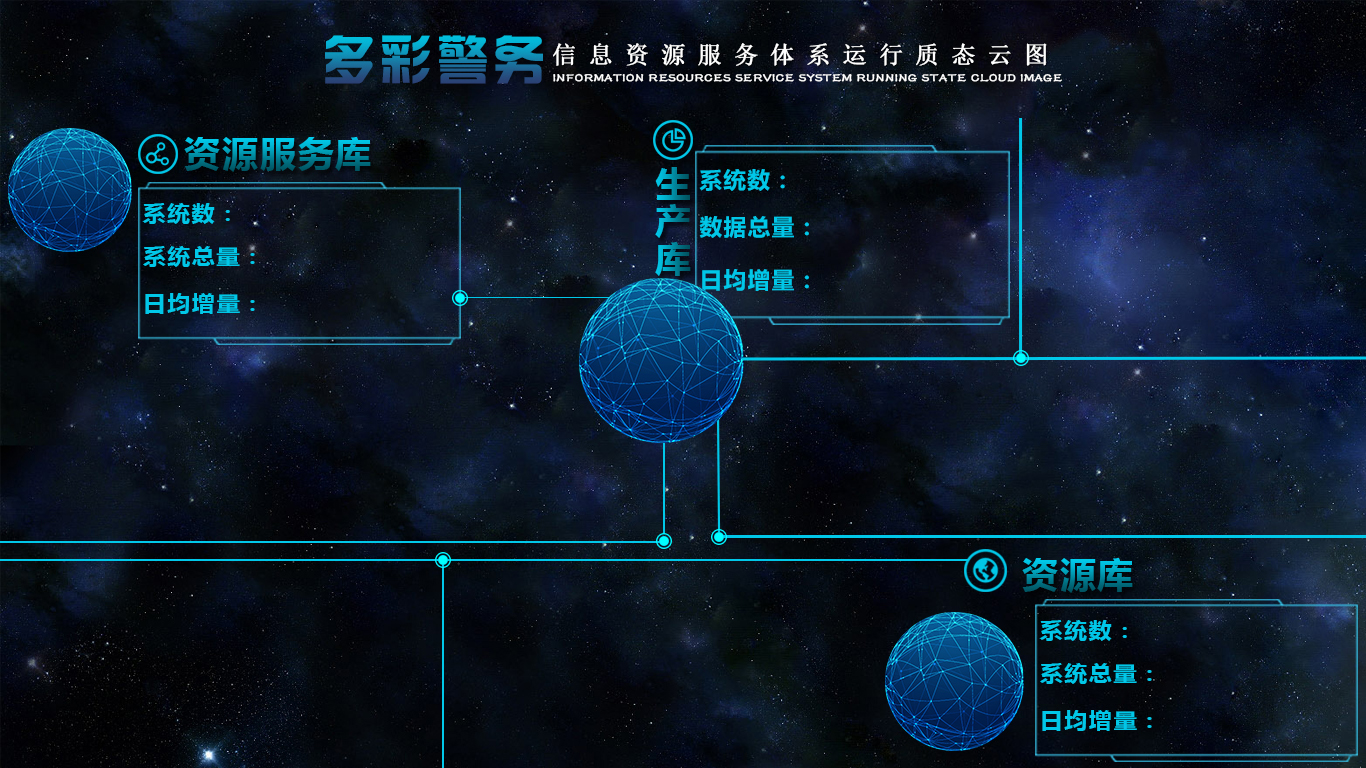 多彩警务 信息资源服务体系运行质态云图
INFORMATION RESOURCES SERVICE SYSTEM RUNNING STATE CLOUD IMAGE
资源服务库
系统数：
系统总量：
日均增量：
生产库
系统数：
数据总量：
日均增量：
资源库
系统数：
系统总量：
日均增量：